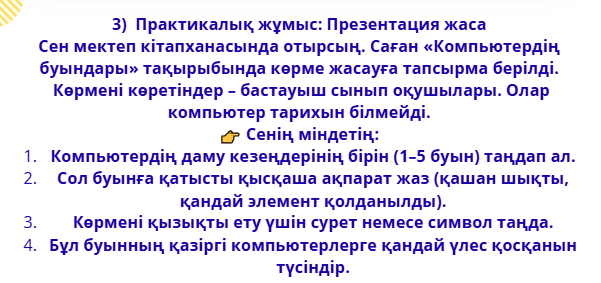 3) Практикалық жұмыс: Презентация жаса
Сен мектеп кітапханасында отырсың. Саған «Компьютердің
буындары» тақырыбында көрме жасауға тапсырма берілді.
Көрмені көретіндер – бастауыш сынып оқушылары. Олар
компьютер тарихын білмейді.
👉 Сенің міндетің:
1. Компьютердің даму кезеңдерінің бірін (1–5 буын) таңдап ал.
2. Сол буынға қатысты қысқаша ақпарат жаз (қашан шықты,
қандай элемент қолданылды).
3. Көрмені қызықты ету үшін сурет немесе символ таңда.
4. Бұл буынның қазіргі компьютерлерге қандай үлес қосқанын
түсіндір.